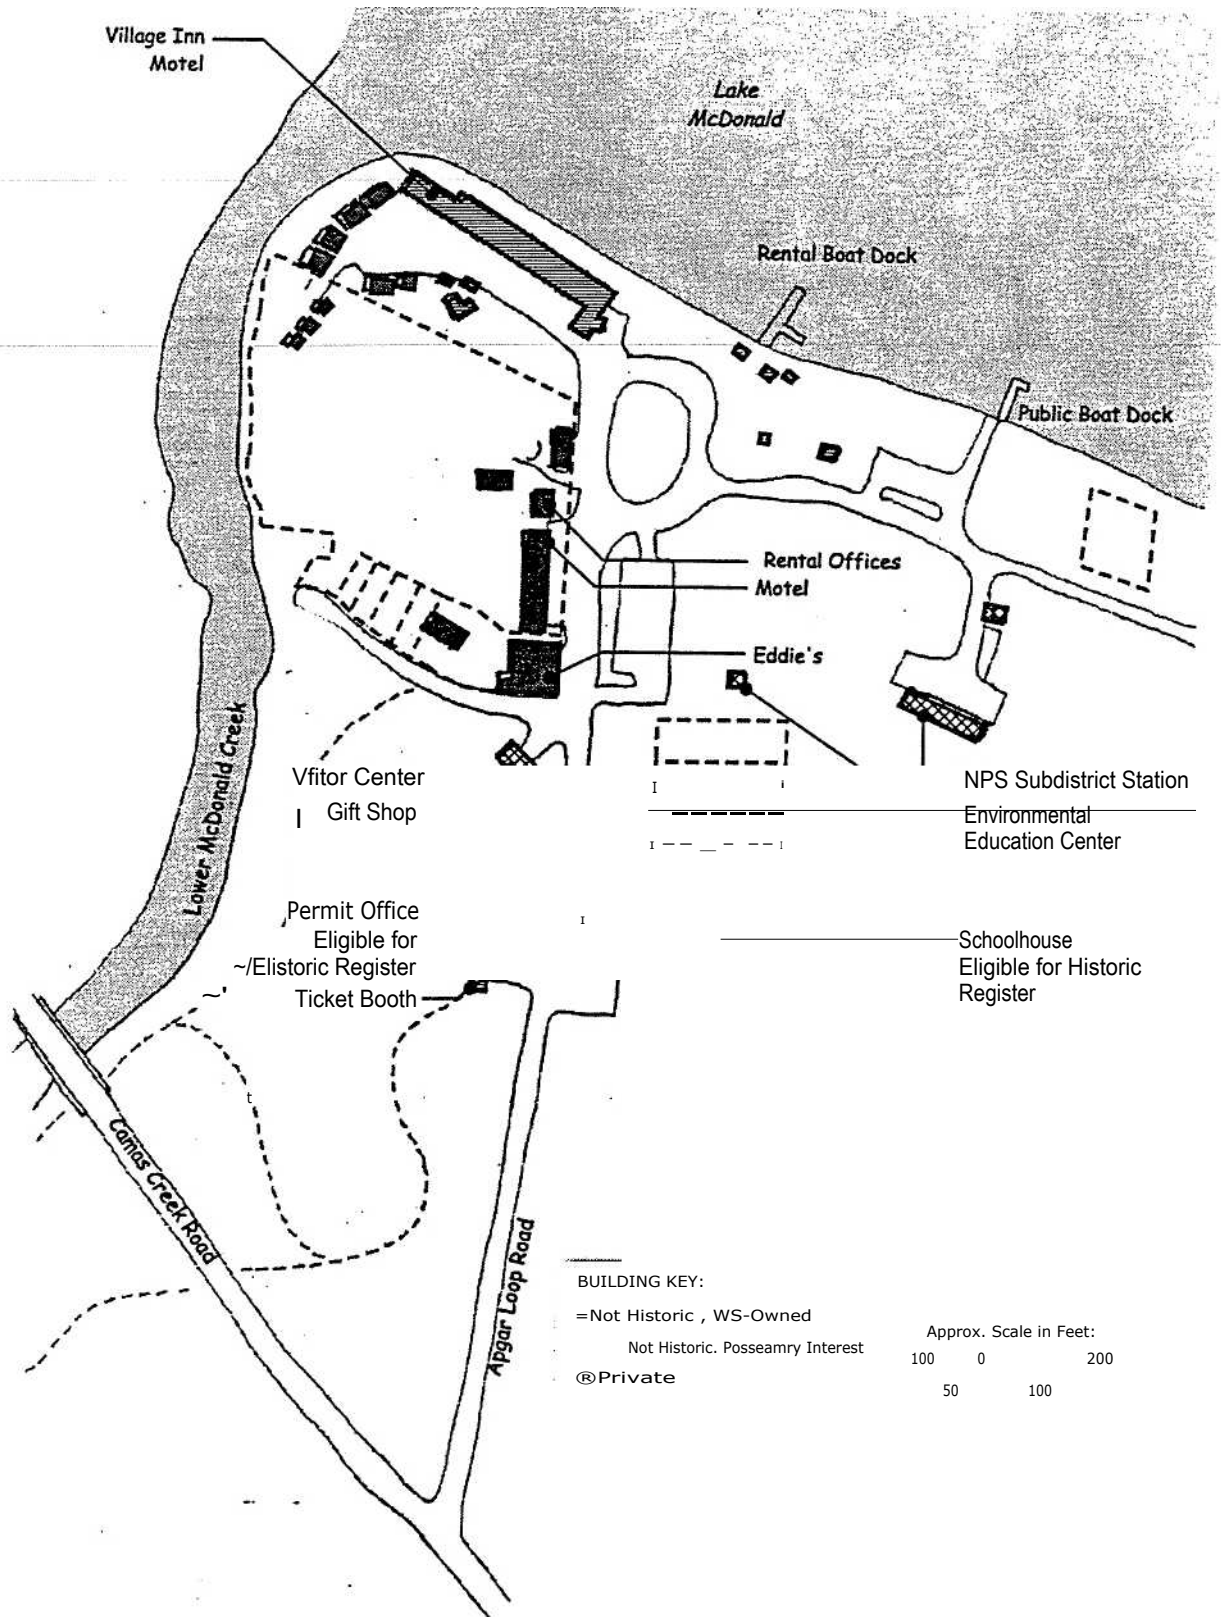 Village Inn
Motel
Lake
McDonald
Rental Boat Dock
Public Boat Dock
Rental Offices
Motel
Eddie's
Lower McDonald Creek
Vfitor Center
Gift Shop
NPS Subdistrict Station
Environmental
Education Center
Permit Office
Eligible for
~/Elistoric Register
Ticket Booth
Schoolhouse
Eligible for Historic
Register
Camas Creek Road
Apgar Loop Road
BUILDING KEY:
=Not Historic , WS-Owned
Not Historic. Posseamry Interest
®Private
Approx. Scale in Feet:
100 0 200
50 100